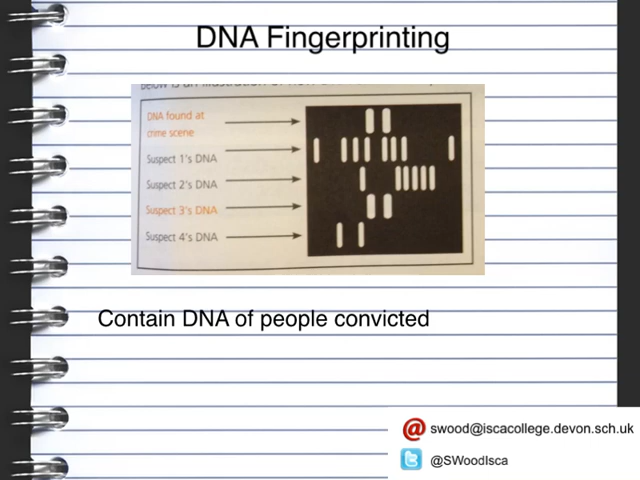 DNA Fingerprinting
DNA found at
crime scene
Suspect 1's DNA
Suspect 2's DNA
Suspect 3's DNA
Suspect 4's DNA
Contain DNA of people convicted
swood@iscacollege.devon.sch.uk
@SWoodIsca